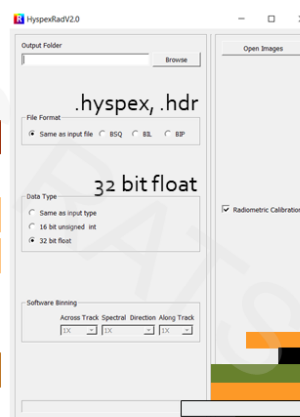 HyspexRadV2.0
Output Folder
Browse
Open Images
.hyspex, .hdr
File Format
Same as input file BSQ BIL BIP
32 bit float
Data Type
Same as input type
16 bit unsigned int
32 bit float
Radiometric Calibration
Software Binning
Across Track Spectral Direction Along Track
1X 1X 1X
RATS